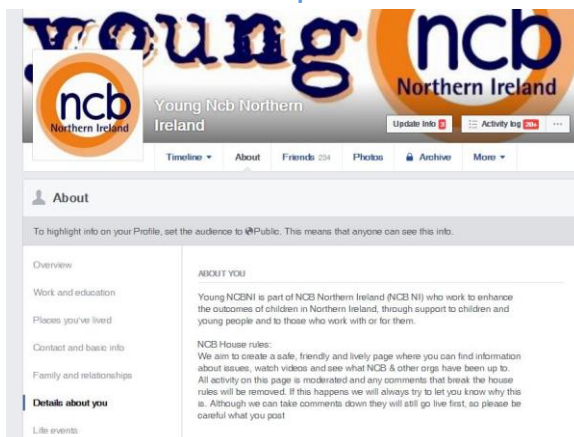 young
ncb
Northern Ireland
ncb
Northern Ireland
Young Ncb Northern
Ireland
Update Info 2
Activity log 20+
...
Timeline About Friends 234 Photos Archive More
About
To highlight info on your Profile, set the audience to Public. This means that anyone can see this info.
Overview
Work and education
Places you've lived
Contact and basic info
Family and relationships
Details about you
Life events
ABOUT YOU
Young NCBNI is part of NCB Northern Ireland (NCB NI) who work to enhance
the outcomes of children in Northern Ireland, through support to children and
young people and to those who work with or for them.
NCB House rules:
We aim to create a safe, friendly and lively page where you can find information
about issues, watch videos and see what NCB & other orgs have been up to.
All activity on this page is moderated and any comments that break the house
rules will be removed. If this happens we will always try to let you know why this
is. Although we can take comments down they will still go live first, so please be
careful what you post